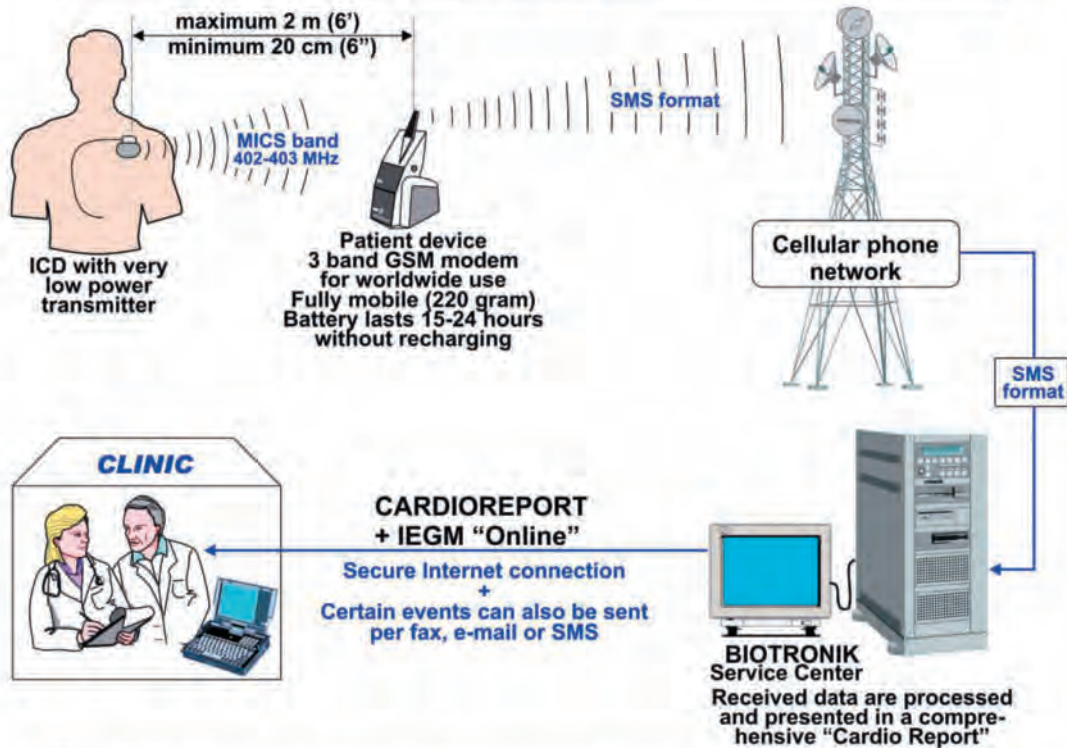 maximum 2 m (6')
minimum 20 cm (6”)
SMS format
MICS band
402-403 MHz
ICD with very
low power
transmitter
Patient device
3 band GSM modem
for worldwide use
Fully mobile (220 gram)
Battery lasts 15-24 hours
without recharging
Cellular phone
network
SMS
format
CLINIC
CARDIOREPORT
+ IEGM “Online”
Secure Internet connection
+
Certain events can also be sent
per fax, e-mail or SMS
BIOTRONIK
Service Center
Received data are processed
and presented in a compre-
hensive “Cardio Report”